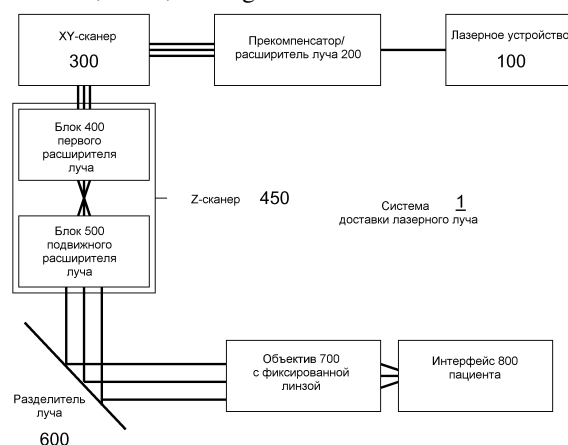 XY-сканер
300
Прекомпенсатор/
расширитель луча 200
Лазерное устройство
100
Блок 400
первого
расширителя
луча
Z-сканер 450
Система 1
доставки лазерного луча
Блок 500
подвижного
расширителя
луча
Объектив 700
с фиксированной
линзой
Интерфейс 800
пациента
Разделитель
луча
600